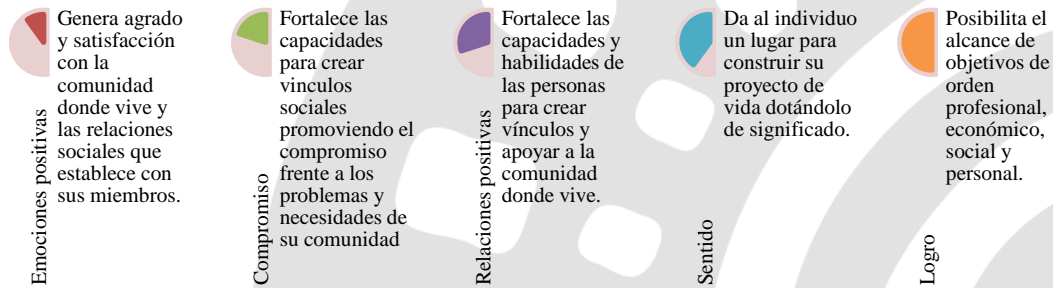 Emociones positivas
Genera agrado
y satisfacción
con la
comunidad
donde vive y
las relaciones
sociales que
establece con
sus miembros.
Compromiso
Fortalece las
capacidades
para crear
vinculos
sociales
promoviendo el
compromiso
frente a los
problemas y
necesidades de
su comunidad
Relaciones positivas
Fortalece las
capacidades y
habilidades de
las personas
para crear
vínculos y
apoyar a la
comunidad
donde vive.
Sentido
Da al individuo
un lugar para
construir su
proyecto de
vida dotándolo
de significado.
Logro
Posibilita el
alcance de
objetivos de
orden
profesional,
económico,
social y
personal.